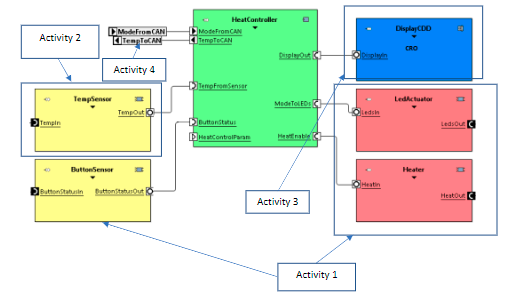 HeatController
DisplayCDD
CRO
DisplayIn
ModeFromCAN
TempToCAN
ModeFromCAN
TempToCAN
DisplayOut
Activity 2
Activity 4
TempFromSensor
ModeToLEDs
ButtonStatus
HeatControlParam
HeatEnable
TempSensor
TempOut
TempIn
LedActuator
LedsIn
LedsOut
ButtonSensor
ButtonStatusIn
ButtonStatusOut
Heater
HeatIn
HeatOut
Activity 3
Activity 1